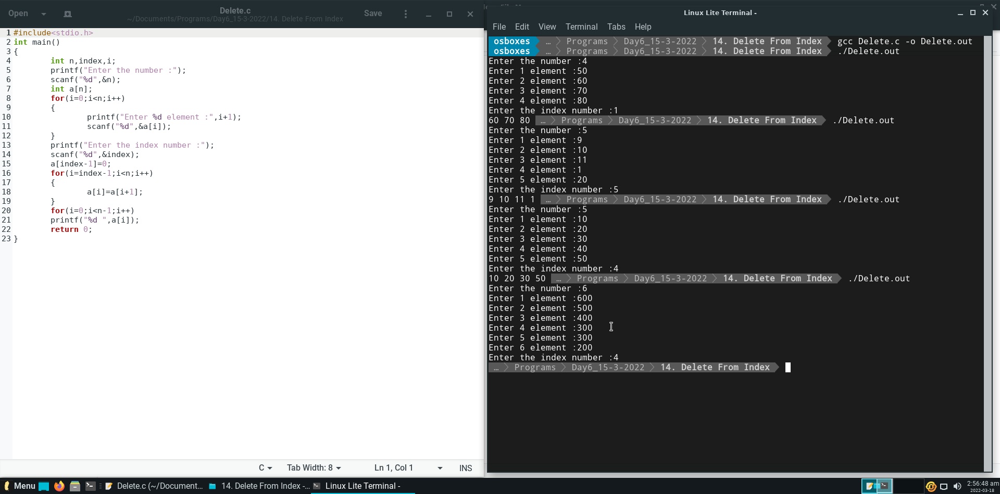 Open
Delete.c
~/Documents/Programs/Day6_15-3-2022/14. Delete From Index
Save
1 #include<stdio.h>
2 int main()
3 {
4 int n,index,i;
5 printf("Enter the number :");
6 scanf("%d",&n);
7 int a[n];
8 for(i=0;i<n;i++)
9 {
10 printf("Enter %d element :",i+1);
11 scanf("%d",&a[i]);
12 }
13 printf("Enter the index number :");
14 scanf("%d",&index);
15 a[index-1]=0;
16 for(i=index-1;i<n;i++)
17 {
18 a[i]=a[i+1];
19 }
20 for(i=0;i<n-1;i++)
21 printf("%d ",a[i]);
22 return 0;
23 }
C
Tab Width: 8
Ln 1, Col 1
INS
Linux Lite Terminal -
File Edit View Terminal Tabs Help
osboxes … Programs Day6_15-3-2022 14. Delete From Index gcc Delete.c -o Delete.out
osboxes … Programs Day6_15-3-2022 14. Delete From Index ./Delete.out
Enter the number :4
Enter 1 element :50
Enter 2 element :60
Enter 3 element :70
Enter 4 element :80
Enter the index number :1
60 70 80 … Programs Day6_15-3-2022 14. Delete From Index ./Delete.out
Enter the number :5
Enter 1 element :9
Enter 2 element :10
Enter 3 element :11
Enter 4 element :1
Enter 5 element :20
Enter the index number :5
9 10 11 1 … Programs Day6_15-3-2022 14. Delete From Index ./Delete.out
Enter the number :5
Enter 1 element :10
Enter 2 element :20
Enter 3 element :30
Enter 4 element :40
Enter 5 element :50
Enter the index number :4
10 20 30 50 … Programs Day6_15-3-2022 14. Delete From Index ./Delete.out
Enter the number :6
Enter 1 element :600
Enter 2 element :500
Enter 3 element :400
Enter 4 element :300
Enter 5 element :300
Enter 6 element :200
Enter the index number :4
… Programs Day6_15-3-2022 14. Delete From Index
Menu
Delete.c (~/Document...
14. Delete From Index -...
Linux Lite Terminal -
2:56:48 am
2022-03-18